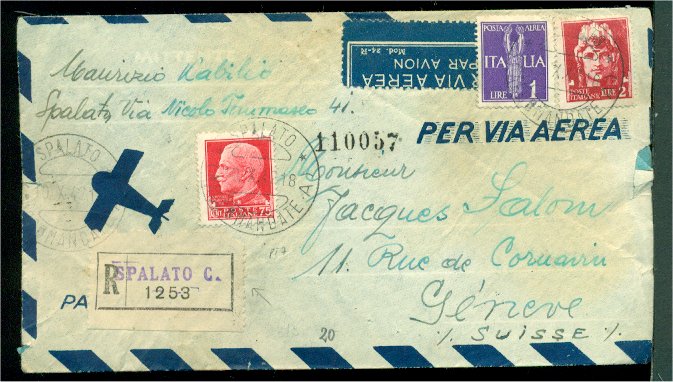 Maurizio Kabilio
Spalato, Via Nicolo Tommaseo 41.
VIA AEREA
PAR AVION
Mod. 24-R
POSTA AEREA
ITALIA
LIRE 1
POSTE ITALIANE LIRE 2
PER VIA AEREA
110057
SPALATO
SPALATO
Monsieur
Jacques Salom
11. Rue de Cornavin
Génève
./. SUISSE ./.
R
SPALATO C.
1253
PA
20